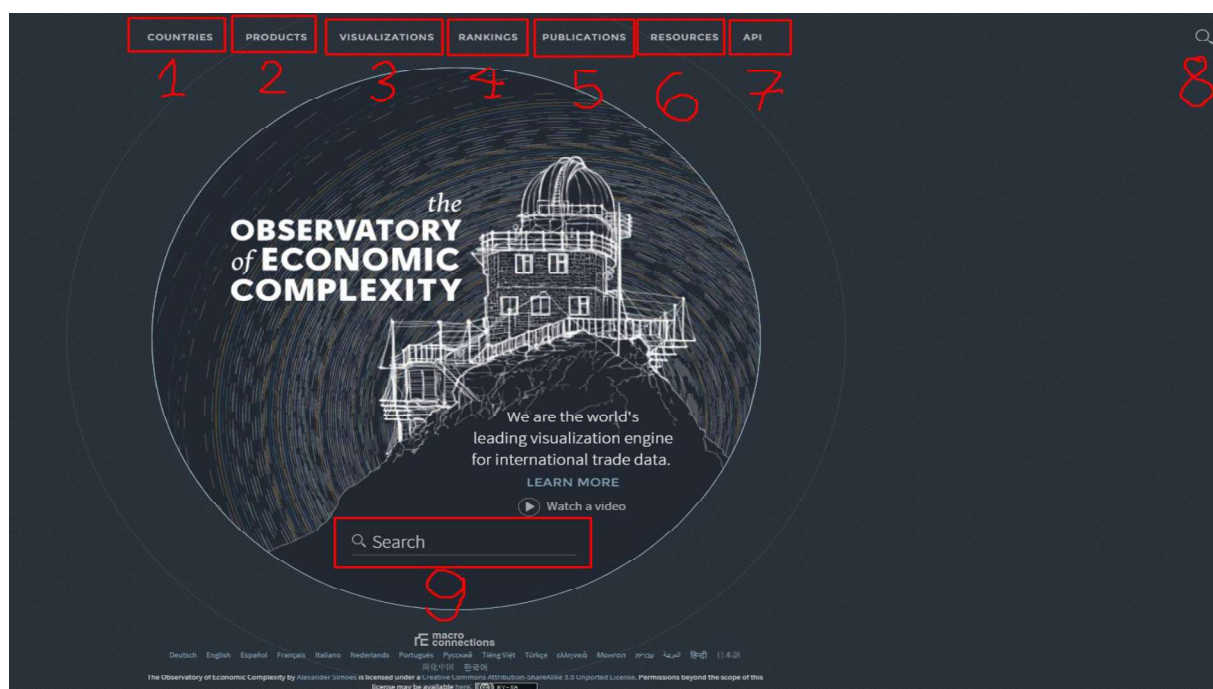 COUNTRIES PRODUCTS VISUALIZATIONS RANKINGS PUBLICATIONS RESOURCES API
1 2 3 4 5 6 7 8
the
OBSERVATORY
of ECONOMIC
COMPLEXITY
We are the world's
leading visualization engine
for international trade data.
LEARN MORE
Watch a video
Search
9
macro
connections
Deutsch English Español Français Italiano Nederlands Português Русский Tiếng Việt Türkçe ελληνικά Монгол עברית العربية हिन्दी 日本語
简化中国 한국어
The Observatory of Economic Complexity by Alexander Simoes is licensed under a Creative Commons Attribution-ShareAlike 3.0 Unported License. Permissions beyond the scope of this
license may be available here. BY-SA